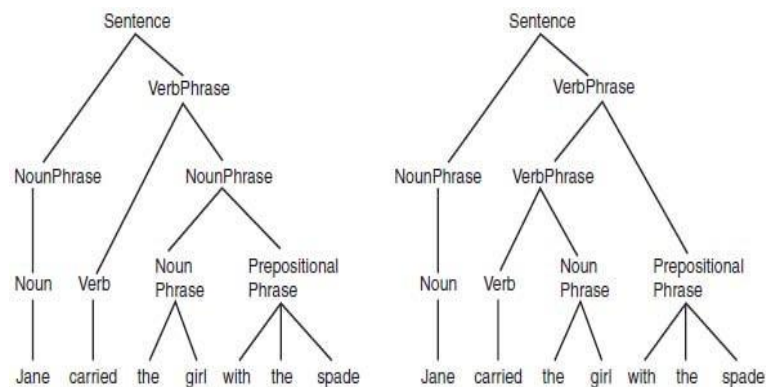 Sentence Sentence
VerbPhrase VerbPhrase
NounPhrase NounPhrase NounPhrase VerbPhrase
Noun Verb Noun Prepositional Noun Verb Noun Prepositional
Phrase Phrase Phrase Phrase
Jane carried the girl with the spade Jane carried the girl with the spade